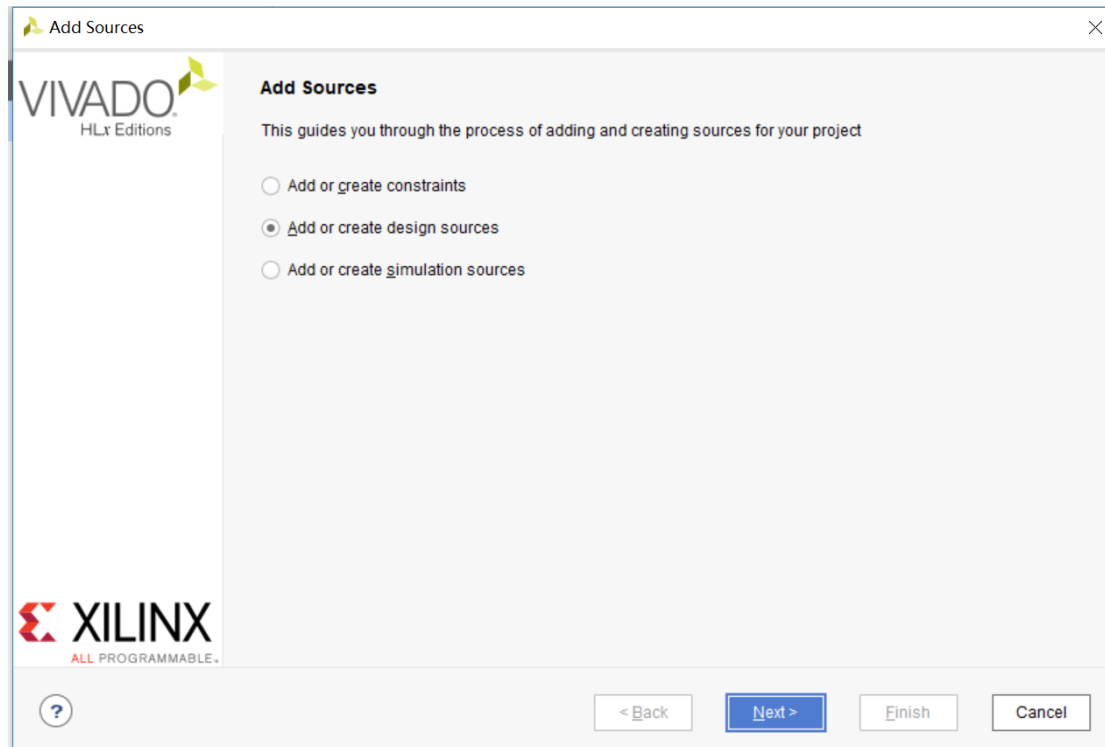 Add Sources
VIVADO.
HLx Editions
Add Sources
This guides you through the process of adding and creating sources for your project
Add or create constraints
Add or create design sources
Add or create simulation sources
XILINX
ALL PROGRAMMABLE™
?
< Back
Next >
Finish
Cancel